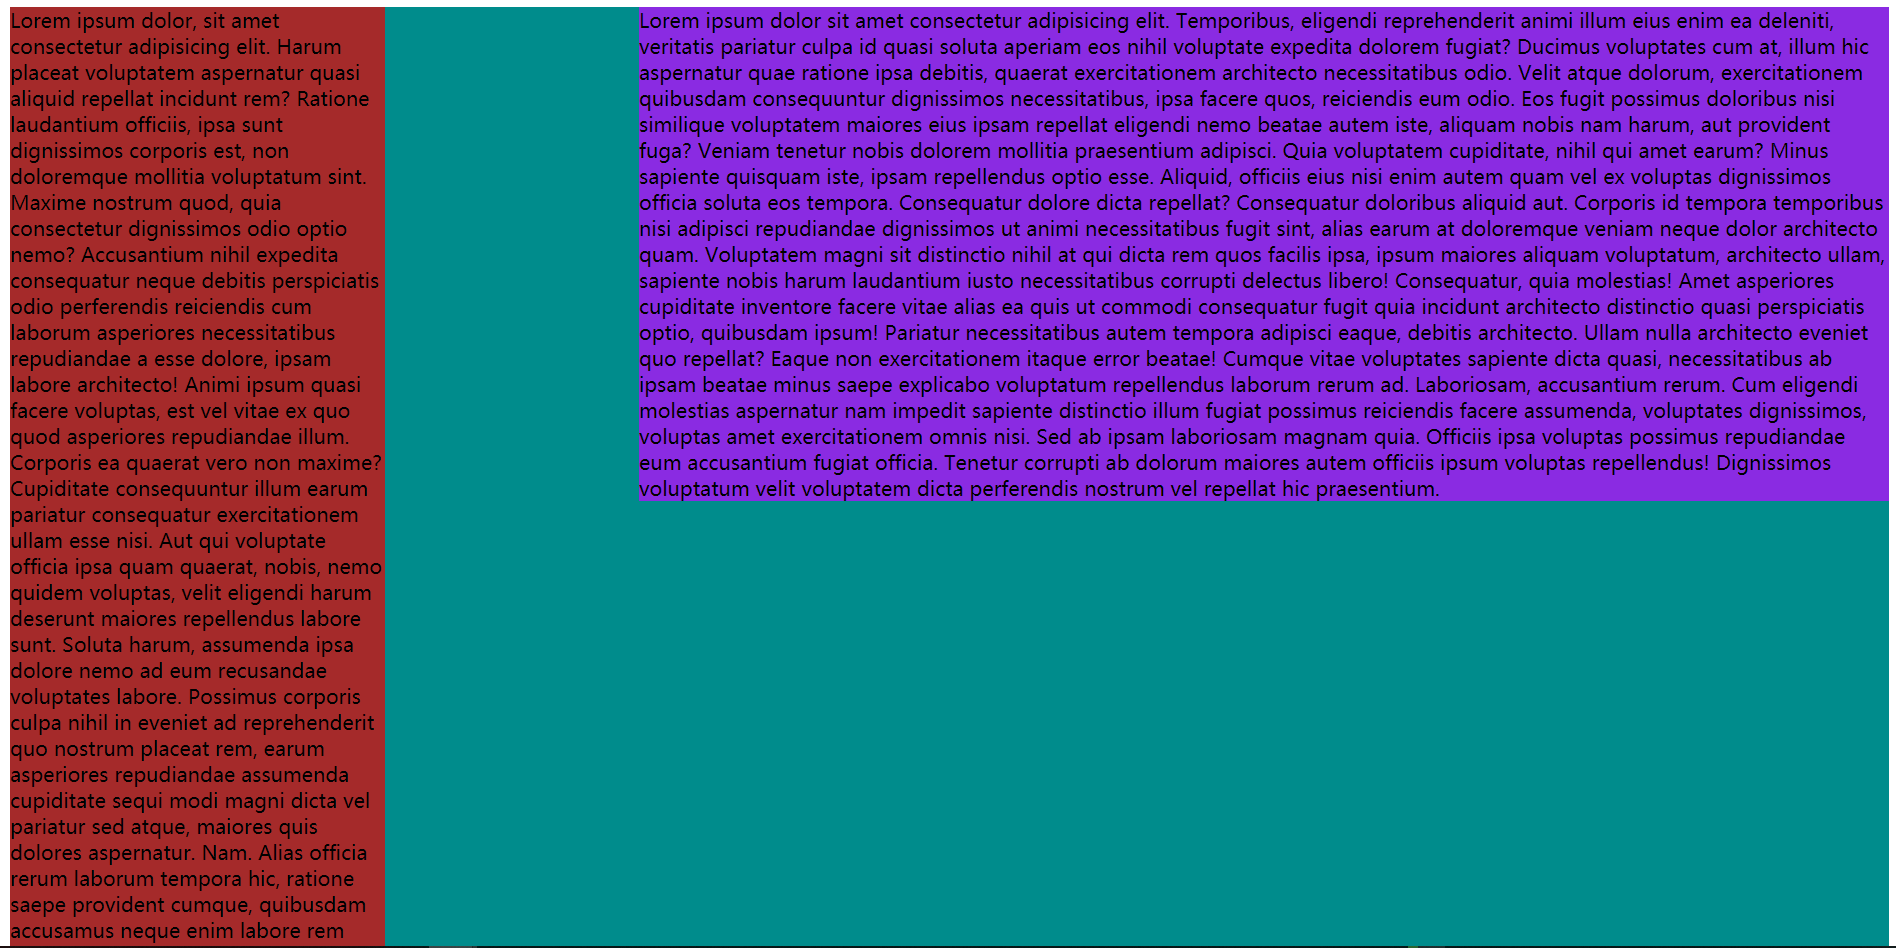 Lorem ipsum dolor, sit amet
consectetur adipisicing elit. Harum
placeat voluptatem aspernatur quasi
aliquid repellat incidunt rem? Ratione
laudantium officiis, ipsa sunt
dignissimos corporis est, non
doloremque mollitia voluptatum sint.
Maxime nostrum quod, quia
consectetur dignissimos odio optio
nemo? Accusantium nihil expedita
consequatur neque debitis perspiciatis
odio perferendis reiciendis cum
laborum asperiores necessitatibus
repudiandae a esse dolore, ipsam
labore architecto! Animi ipsum quasi
facere voluptas, est vel vitae ex quo
quod asperiores repudiandae illum.
Corporis ea quaerat vero non maxime?
Cupiditate consequuntur illum earum
pariatur consequatur exercitationem
ullam esse nisi. Aut qui voluptate
officia ipsa quam quaerat, nobis, nemo
quidem voluptas, velit eligendi harum
deserunt maiores repellendus labore
sunt. Soluta harum, assumenda ipsa
dolore nemo ad eum recusandae
voluptates labore. Possimus corporis
culpa nihil in eveniet ad reprehenderit
quo nostrum placeat rem, earum
asperiores repudiandae assumenda
cupiditate sequi modi magni dicta vel
pariatur sed atque, maiores quis
dolores aspernatur. Nam. Alias officia
rerum laborum tempora hic, ratione
saepe provident cumque, quibusdam
accusamus neque enim labore rem
Lorem ipsum dolor sit amet consectetur adipisicing elit. Temporibus, eligendi reprehenderit animi illum eius enim ea deleniti,
veritatis pariatur culpa id quasi soluta aperiam eos nihil voluptate expedita dolorem fugiat? Ducimus voluptates cum at, illum hic
aspernatur quae ratione ipsa debitis, quaerat exercitationem architecto necessitatibus odio. Velit atque dolorum, exercitationem
quibusdam consequuntur dignissimos necessitatibus, ipsa facere quos, reiciendis eum odio. Eos fugit possimus doloribus nisi
similique voluptatem maiores eius ipsam repellat eligendi nemo beatae autem iste, aliquam nobis nam harum, aut provident
fuga? Veniam tenetur nobis dolorem mollitia praesentium adipisci. Quia voluptatem cupiditate, nihil qui amet earum? Minus
sapiente quisquam iste, ipsam repellendus optio esse. Aliquid, officiis eius nisi enim autem quam vel ex voluptas dignissimos
officia soluta eos tempora. Consequatur dolore dicta repellat? Consequatur doloribus aliquid aut. Corporis id tempora temporibus
nisi adipisci repudiandae dignissimos ut animi necessitatibus fugit sint, alias earum at doloremque veniam neque dolor architecto
quam. Voluptatem magni sit distinctio nihil at qui dicta rem quos facilis ipsa, ipsum maiores aliquam voluptatum, architecto ullam,
sapiente nobis harum laudantium iusto necessitatibus corrupti delectus libero! Consequatur, quia molestias! Amet asperiores
cupiditate inventore facere vitae alias ea quis ut commodi consequatur fugit quia incidunt architecto distinctio quasi perspiciatis
optio, quibusdam ipsum! Pariatur necessitatibus autem tempora adipisci eaque, debitis architecto. Ullam nulla architecto eveniet
quo repellat? Eaque non exercitationem itaque error beatae! Cumque vitae voluptates sapiente dicta quasi, necessitatibus ab
ipsam beatae minus saepe explicabo voluptatum repellendus laborum rerum ad. Laboriosam, accusantium rerum. Cum eligendi
molestias aspernatur nam impedit sapiente distinctio illum fugiat possimus reiciendis facere assumenda, voluptates dignissimos,
voluptas amet exercitationem omnis nisi. Sed ab ipsam laboriosam magnam quia. Officiis ipsa voluptas possimus repudiandae
eum accusantium fugiat officia. Tenetur corrupti ab dolorum maiores autem officiis ipsum voluptas repellendus! Dignissimos
voluptatum velit voluptatem dicta perferendis nostrum vel repellat hic praesentium.